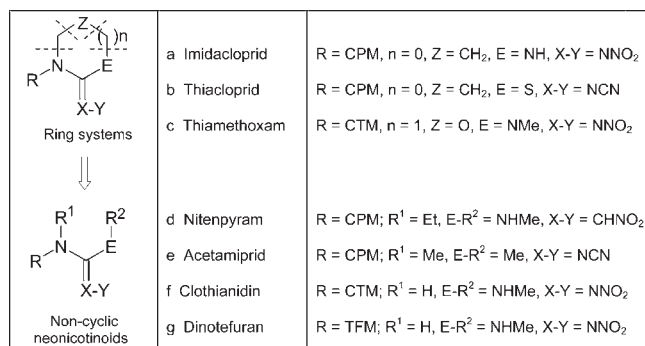 Z
( )n
R N E
X-Y
Ring systems
a Imidacloprid R = CPM, n = 0, Z = CH₂, E = NH, X-Y = NNO₂
b Thiacloprid R = CPM, n = 0, Z = CH₂, E = S, X-Y = NCN
c Thiamethoxam R = CTM, n = 1, Z = O, E = NMe, X-Y = NNO₂
R¹ R²
R N E
X-Y
Non-cyclic
neonicotinoids
d Nitenpyram R = CPM; R¹ = Et, E-R² = NHMe, X-Y = CHNO₂
e Acetamiprid R = CPM; R¹ = Me, E-R² = Me, X-Y = NCN
f Clothianidin R = CTM; R¹ = H, E-R² = NHMe, X-Y = NNO₂
g Dinotefuran R = TFM; R¹ = H, E-R² = NHMe, X-Y = NNO₂